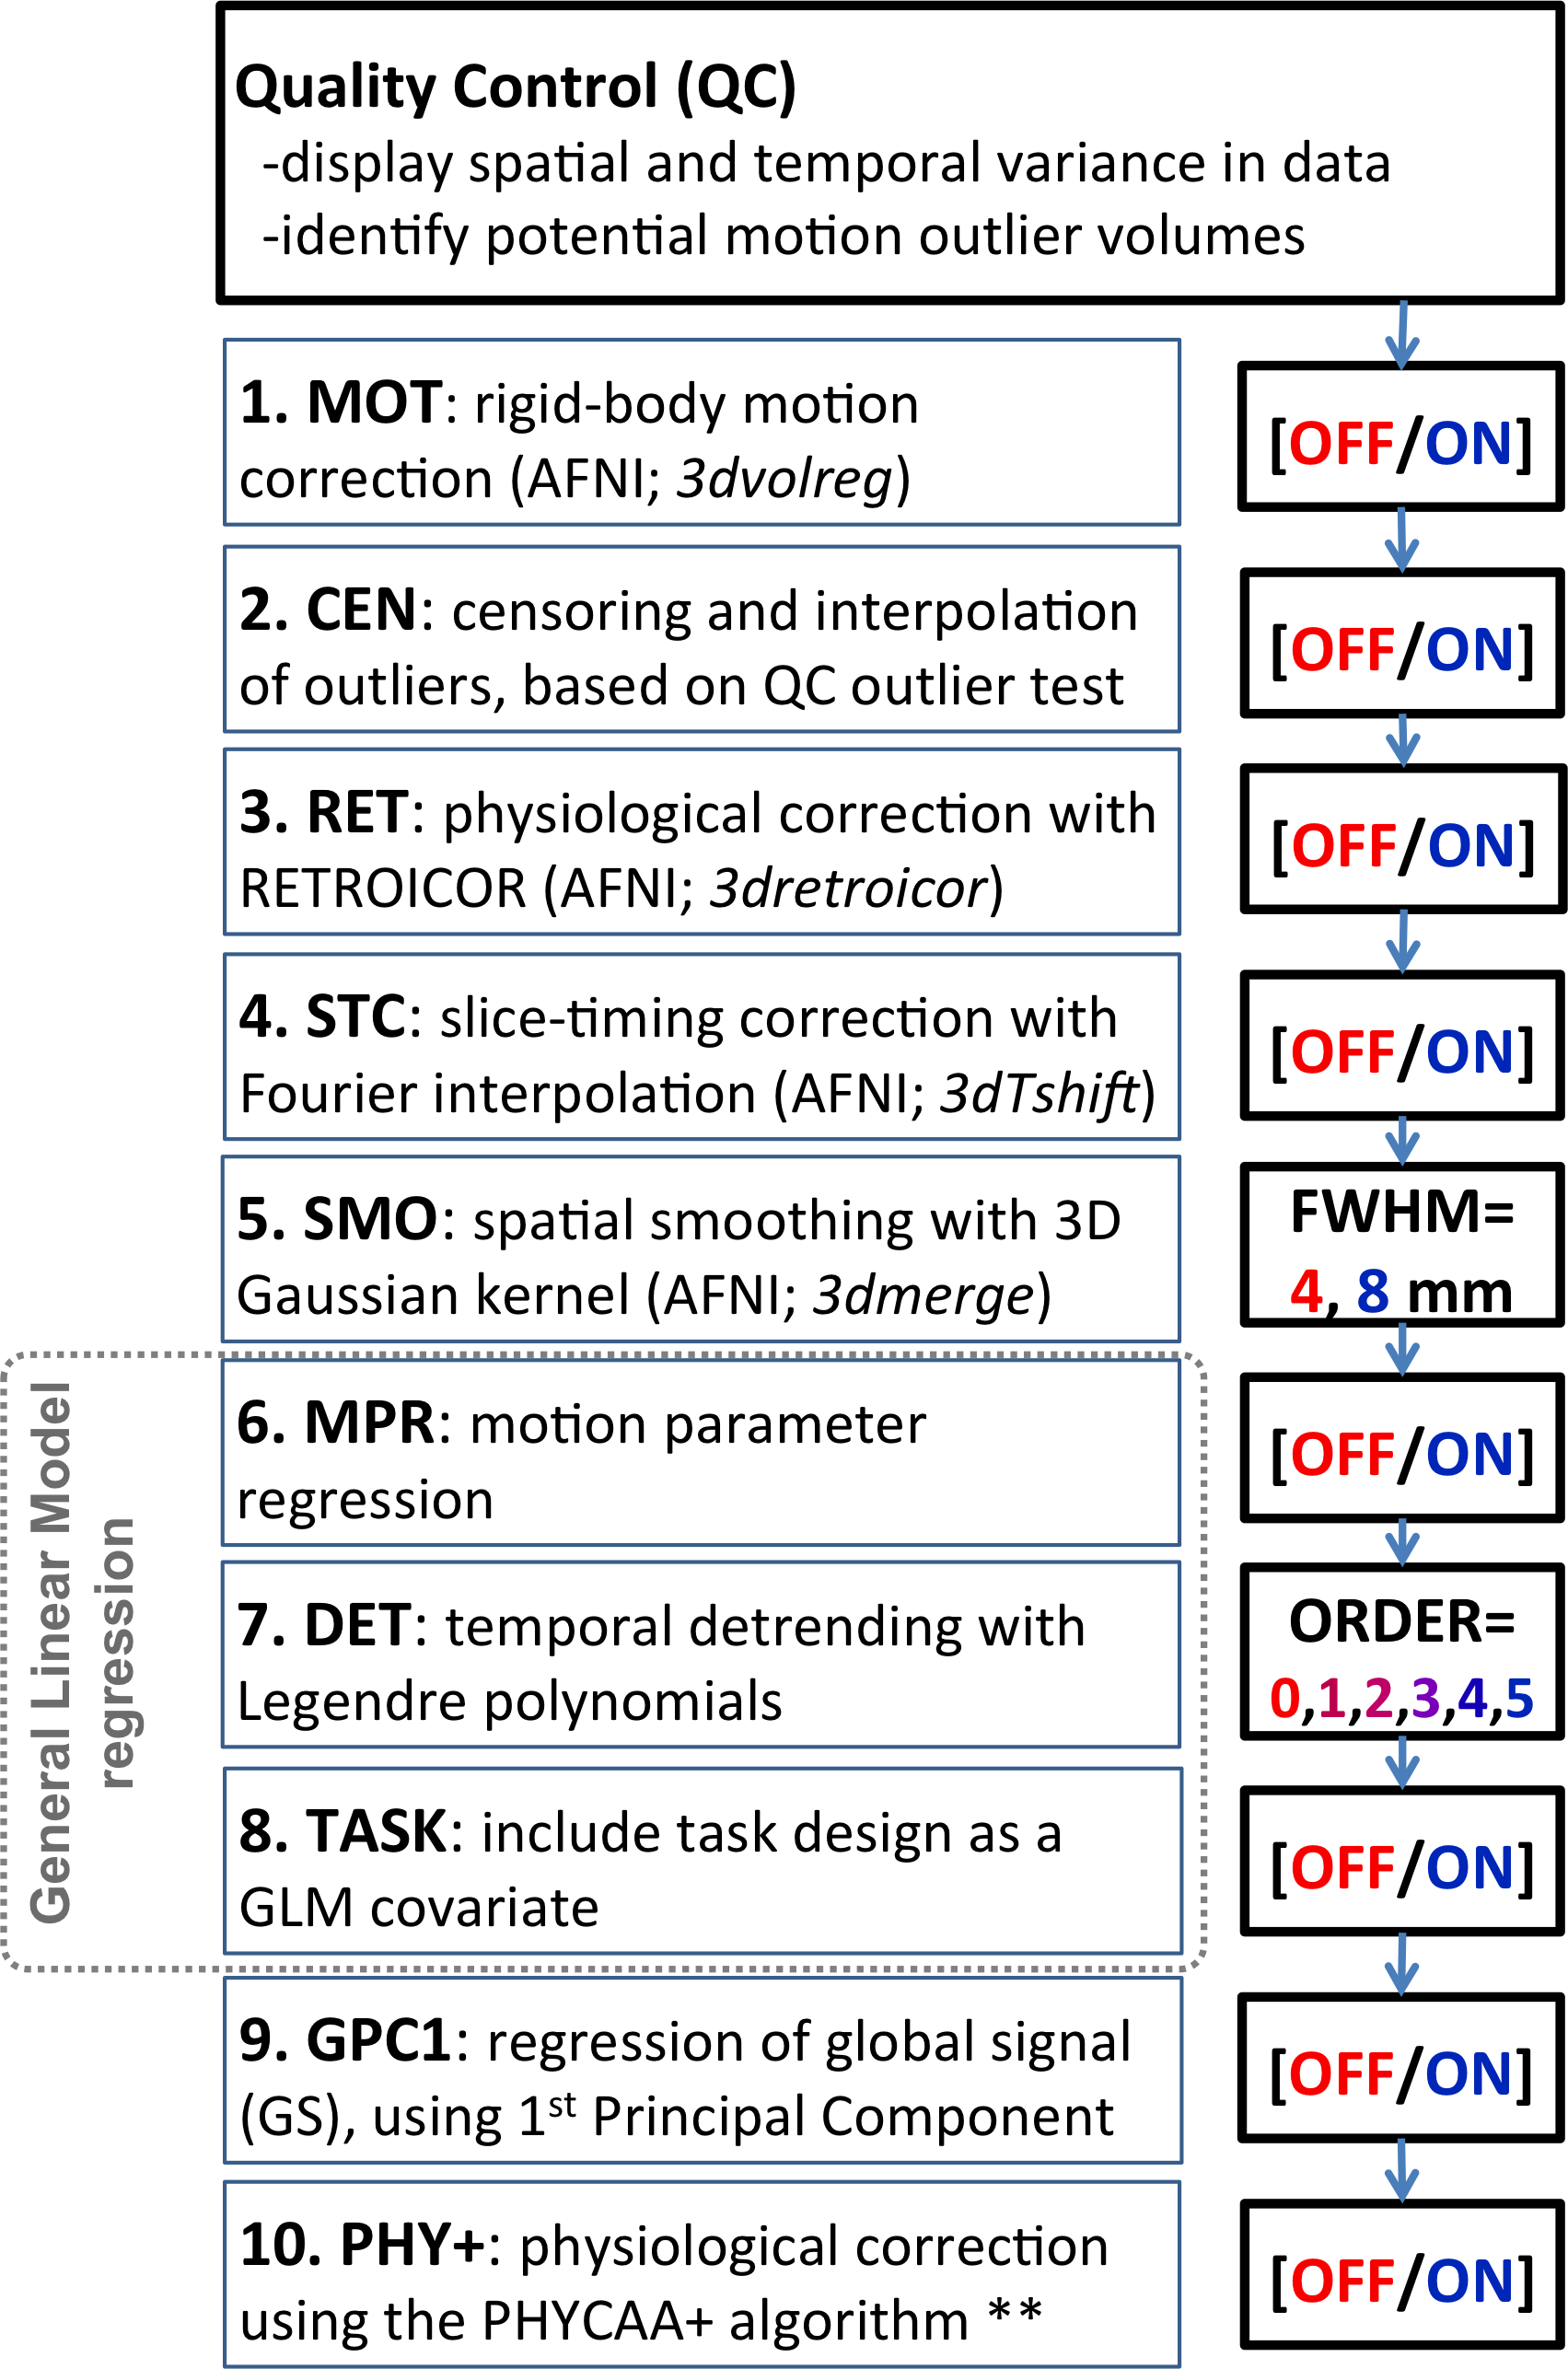 Quality Control (QC)
-display spatial and temporal variance in data
-identify potential motion outlier volumes
1. MOT: rigid-body motion
correction (AFNI; 3dvolreg)
[OFF/ON]
2. CEN: censoring and interpolation
of outliers, based on QC outlier test
[OFF/ON]
3. RET: physiological correction with
RETROICOR (AFNI; 3dretroicor)
[OFF/ON]
4. STC: slice-timing correction with
Fourier interpolation (AFNI; 3dTshift)
[OFF/ON]
5. SMO: spatial smoothing with 3D
Gaussian kernel (AFNI; 3dmerge)
FWHM=
4, 8 mm
General Linear Model
regression
6. MPR: motion parameter
regression
[OFF/ON]
7. DET: temporal detrending with
Legendre polynomials
ORDER=
0,1,2,3,4,5
8. TASK: include task design as a
GLM covariate
[OFF/ON]
9. GPC1: regression of global signal
(GS), using 1st Principal Component
[OFF/ON]
10. PHY+: physiological correction
using the PHYCAA+ algorithm **
[OFF/ON]